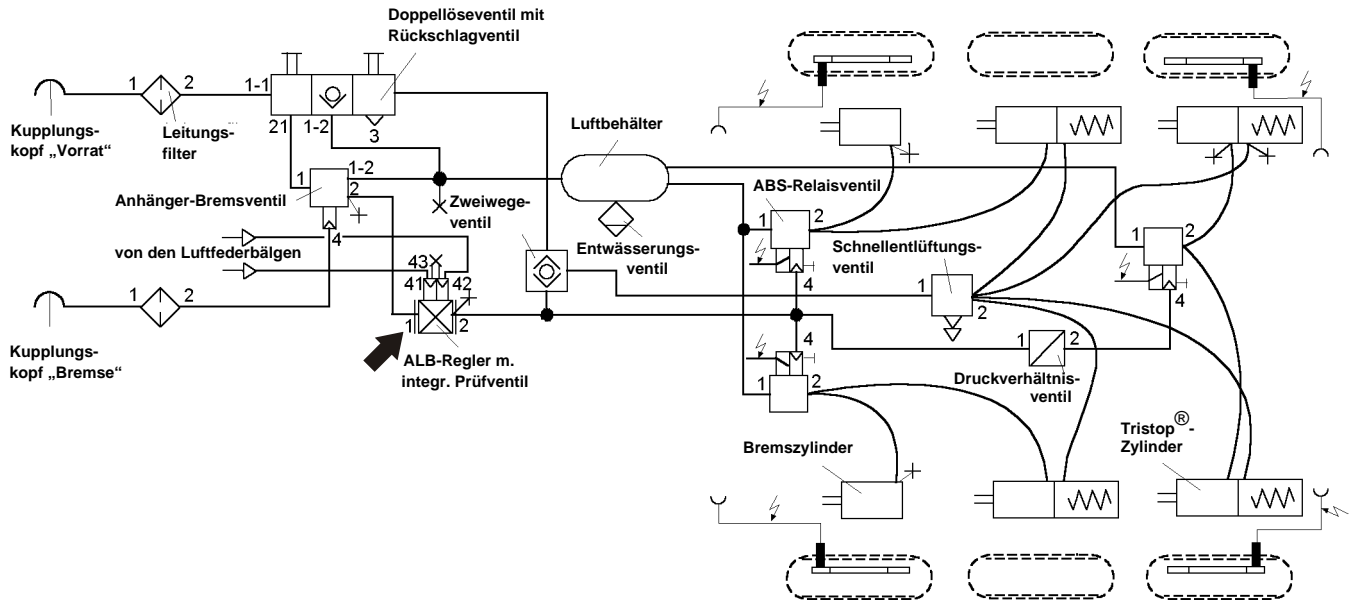 Doppellöseventil mit
Rückschlagventil
1
2
1-1
21
1-2
3
Kupplungs-
kopf „Vorrat“
Leitungs-
filter
Luftbehälter
1
1-2
2
4
Anhänger-Bremsventil
Zweiwege-
ventil
Entwässerungs-
ventil
ABS-Relaisventil
1
2
4
Schnellentlüftungs-
ventil
1
2
1
2
4
von den Luftfederbälgen
43
41
42
1
2
1
2
Kupplungs-
kopf „Bremse“
ALB-Regler m.
integr. Prüfventil
4
1
2
1
2
Druckverhältnis-
ventil
Bremszylinder
Tristop®-
Zylinder